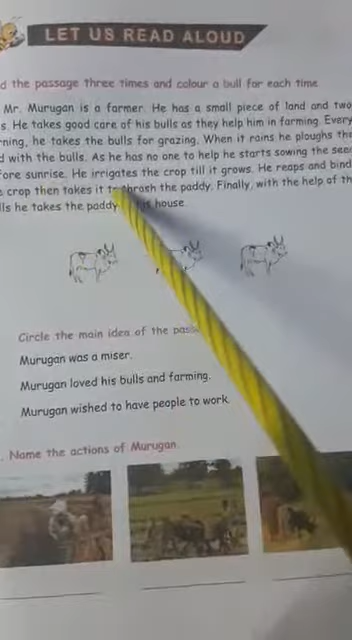 LET US READ ALOUD
d the passage three times and colour a bull for each time
Mr. Murugan is a farmer. He has a small piece of land and two
s. He takes good care of his bulls as they help him in farming. Every
rning, he takes the bulls for grazing. When it rains he ploughs the
d with the bulls. As he has no one to help he starts sowing the see
fore sunrise. He irrigates the crop till it grows. He reaps and bind
e crop then takes it to thrash the paddy. Finally, with the help of th
lls he takes the paddy his house.
Circle the main idea of the pass
Murugan was a miser.
Murugan loved his bulls and farming.
Murugan wished to have people to work
. Name the actions of Murugan.